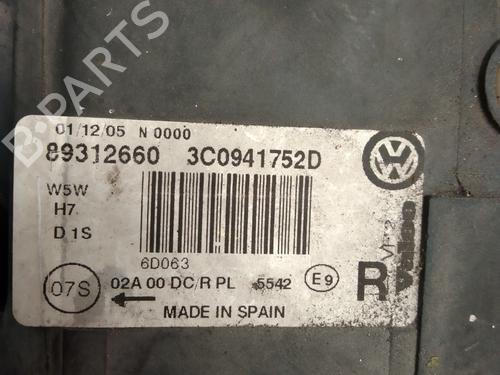 B-PARTS
01/12/05 N 0000
89312660 3C0941752D
W5W
H7
D1S
6D063
07S 02A 00 DC/R PL 5542 E9 R
MADE IN SPAIN
Valeo